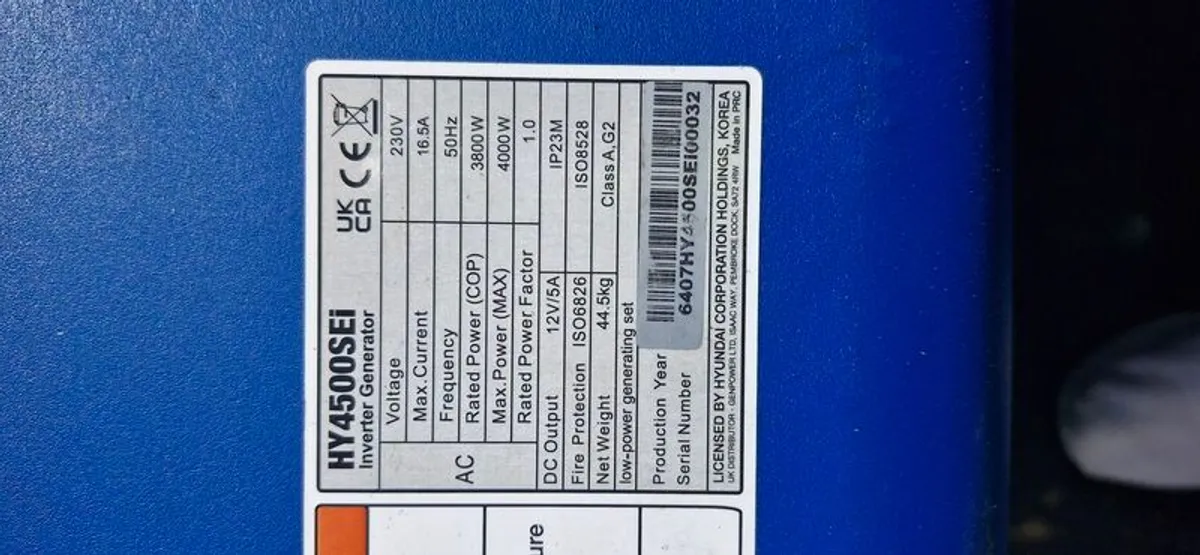 HY4500SEi
Inverter Generator
UK
CA
CE
AC
Voltage 230V
Max.Current 16.5A
Frequency 50Hz
Rated Power (COP) 3800W
Max.Power (MAX) 4000W
Rated Power Factor 1.0
DC Output 12V/5A IP23M
Fire Protection ISO6826 ISO8528
Net Weight 44.5kg Class A,G2
low-power generating set
Production Year
Serial Number 6407HY4500SEI00032
LICENSED BY HYUNDAI CORPORATION HOLDINGS, KOREA
UK DISTRIBUTOR - GENPOWER LTD, ISAAC WAY, PEMBROKE DOCK, SA72 4RW Made in PRC
ure